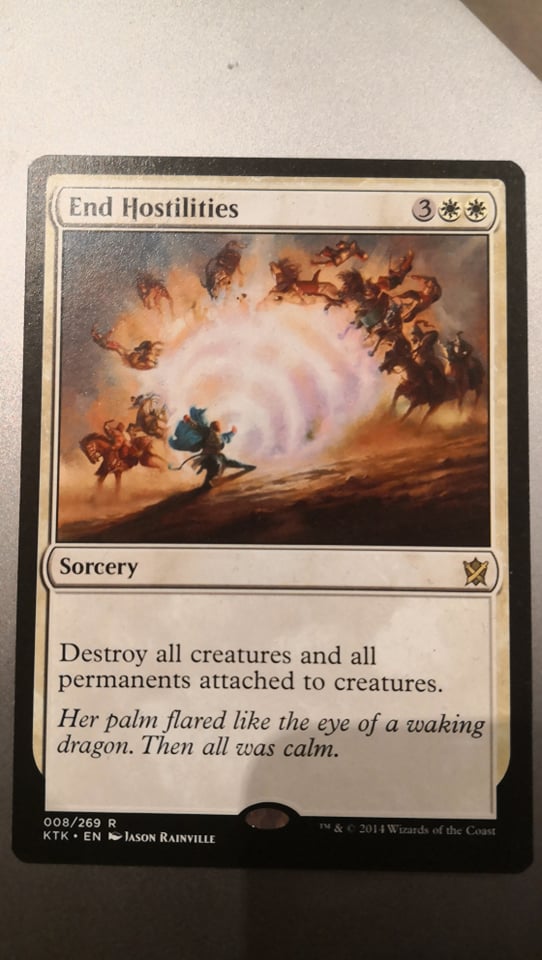 End Hostilities 3
Sorcery
Destroy all creatures and all
permanents attached to creatures.
Her palm flared like the eye of a waking
dragon. Then all was calm.
008/269 R
KTK • EN Jason Rainville
™ & © 2014 Wizards of the Coast